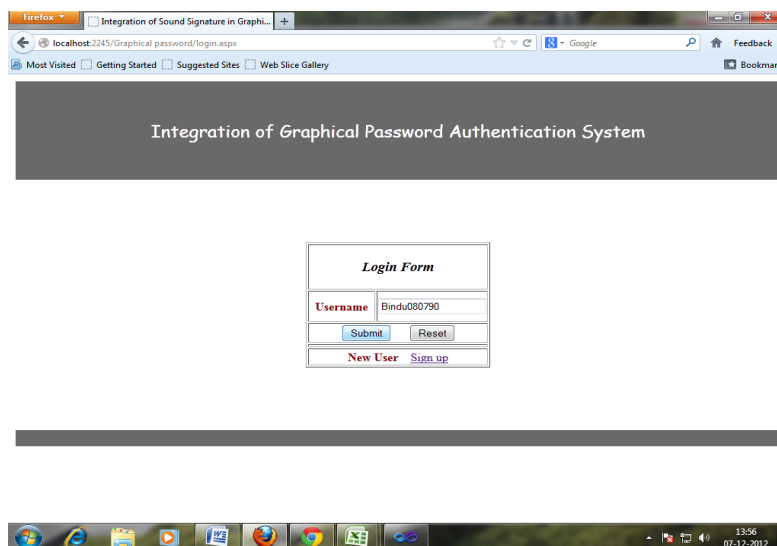 Firefox
Integration of Sound Signature in Graphi... +
localhost:2245/Graphical password/login.aspx
Google
Feedback
Most Visited Getting Started Suggested Sites Web Slice Gallery
Bookmar
Integration of Graphical Password Authentication System
Login Form
Username Bindu080790
Submit Reset
New User Sign up
13:56
07-12-2012